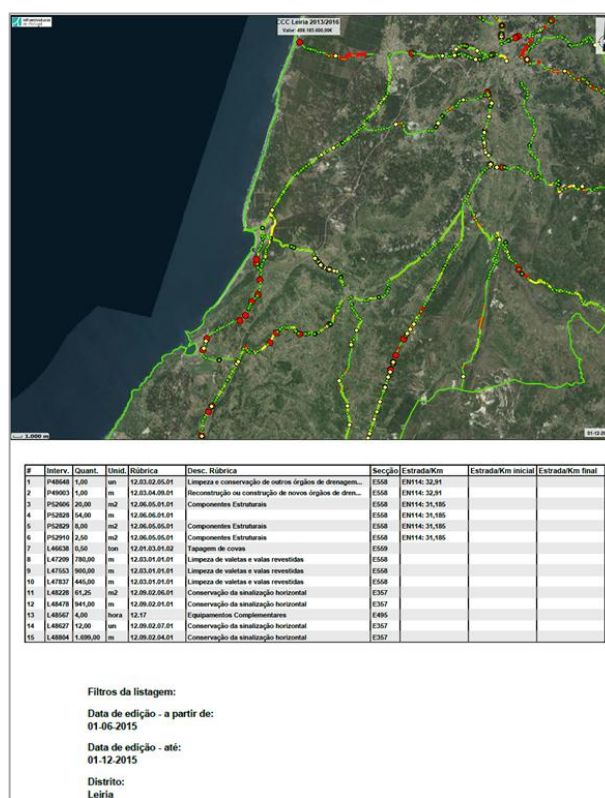 Infraestruturas
de Portugal
CCC Leiria 2013/2016
1.000 m
# Interv. Quant. Unid. Rúbrica Desc. Rúbrica Secção Estrada/Km Estrada/Km inicial Estrada/Km final
1 P48648 1,00 un 12.03.02.05.01 Limpeza e conservação de outros órgãos de drenagem... E558 EN114: 32,91
2 P49003 1,00 m 12.03.04.09.01 Reconstrução ou construção de novos órgãos de dren... E558 EN114: 32,91
3 P52606 20,00 m2 12.06.05.01.01 Componentes Estruturais E558 EN114: 31,185
4 P52828 54,00 m 12.06.06.01.01 E558 EN114: 31,185
5 P52829 8,00 m2 12.06.05.01.01 Componentes Estruturais E558 EN114: 31,185
6 P52910 2,50 m2 12.06.05.01.01 Componentes Estruturais E558 EN114: 31,185
7 L46638 0,50 ton 12.01.03.01.02 Tapagem de covas E559
8 L47209 780,00 m 12.03.01.01.01 Limpeza de valetas e valas revestidas E558
9 L47553 900,00 m 12.03.01.01.01 Limpeza de valetas e valas revestidas E558
10 L47837 445,00 m 12.03.01.01.01 Limpeza de valetas e valas revestidas E558
11 L48228 61,25 m2 12.09.02.06.01 Conservação da sinalização horizontal E357
12 L48478 941,00 m 12.09.02.01.01 Conservação da sinalização horizontal E357
13 L48567 4,00 hora 12.17 Equipamentos Complementares E495
14 L48627 12,00 un 12.09.02.07.01 Conservação da sinalização horizontal E357
15 L48804 1.699,00 m 12.09.02.04.01 Conservação da sinalização horizontal E357
Filtros da listagem:
Data de edição - a partir de:
01-06-2015
Data de edição - até:
01-12-2015
Distrito:
Leiria